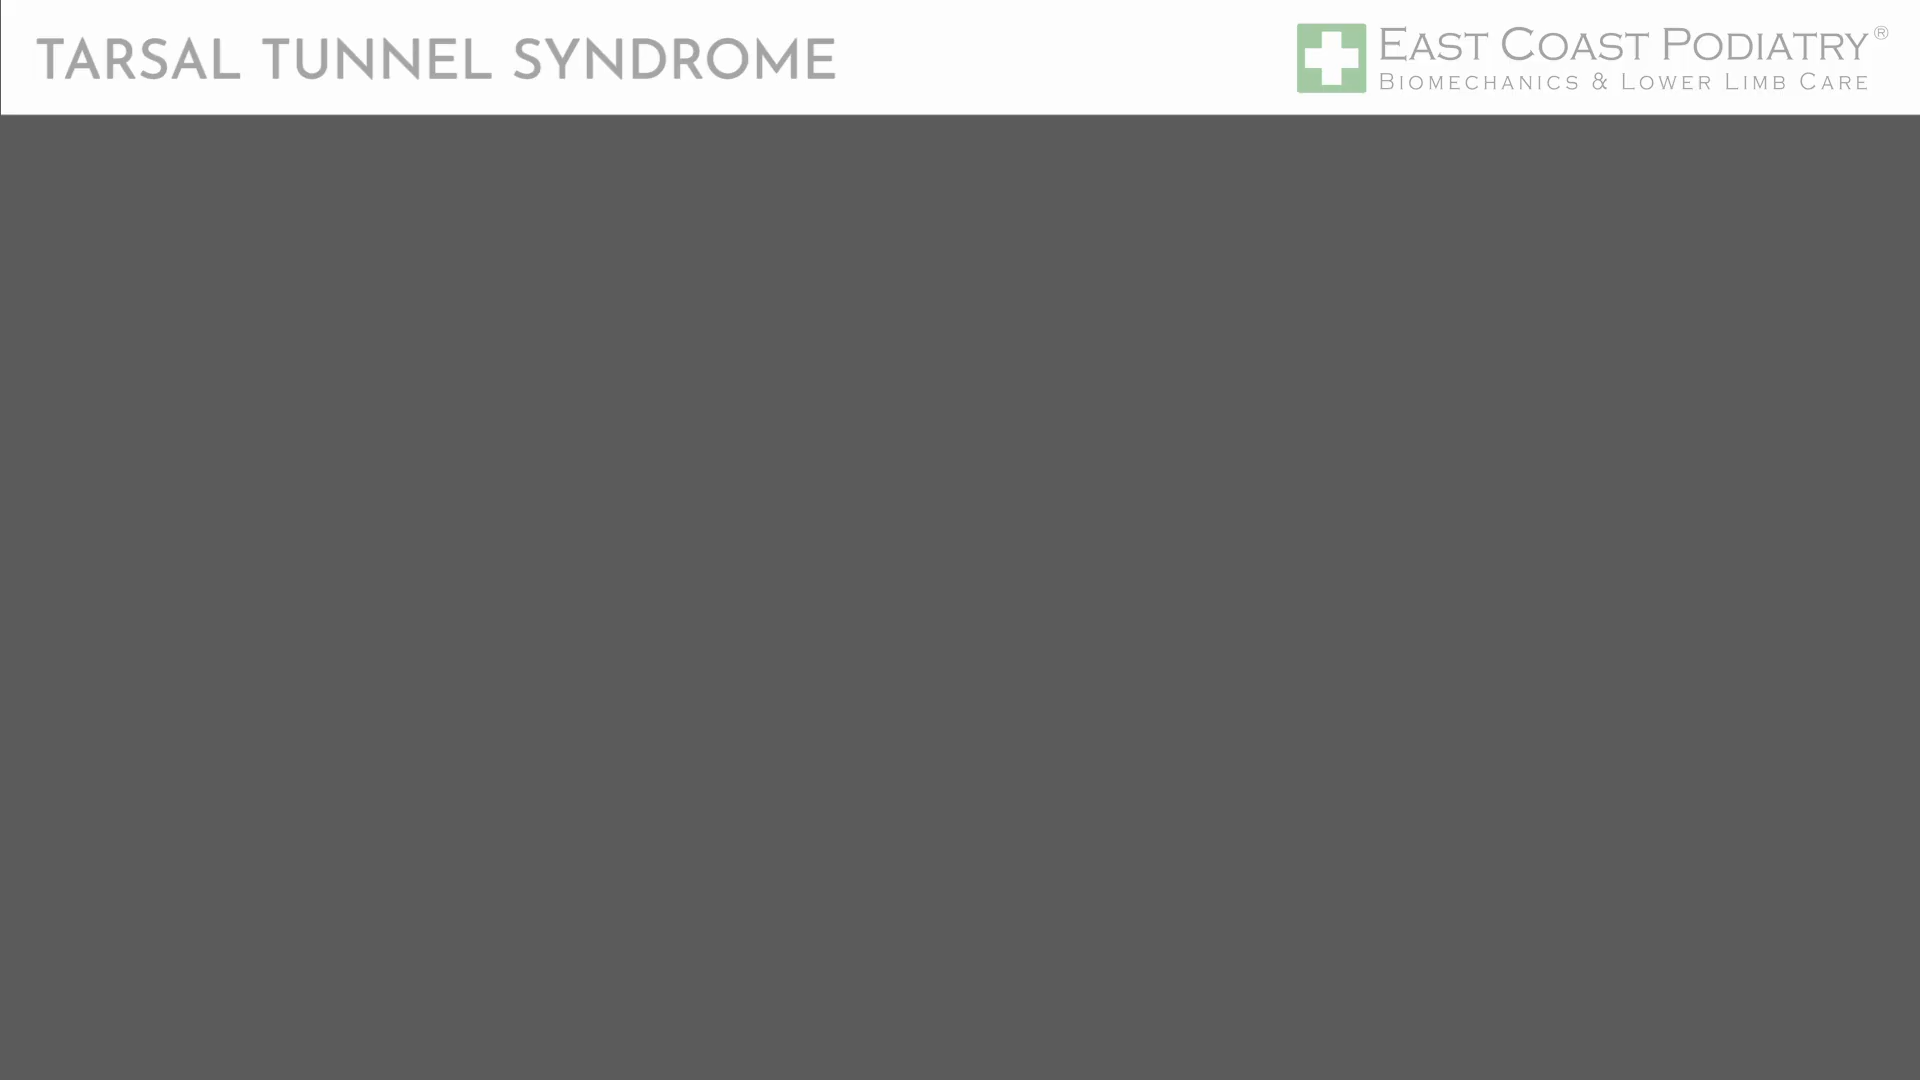 TARSAL TUNNEL SYNDROME
EAST COAST PODIATRY®
BIOMECHANICS & LOWER LIMB CARE